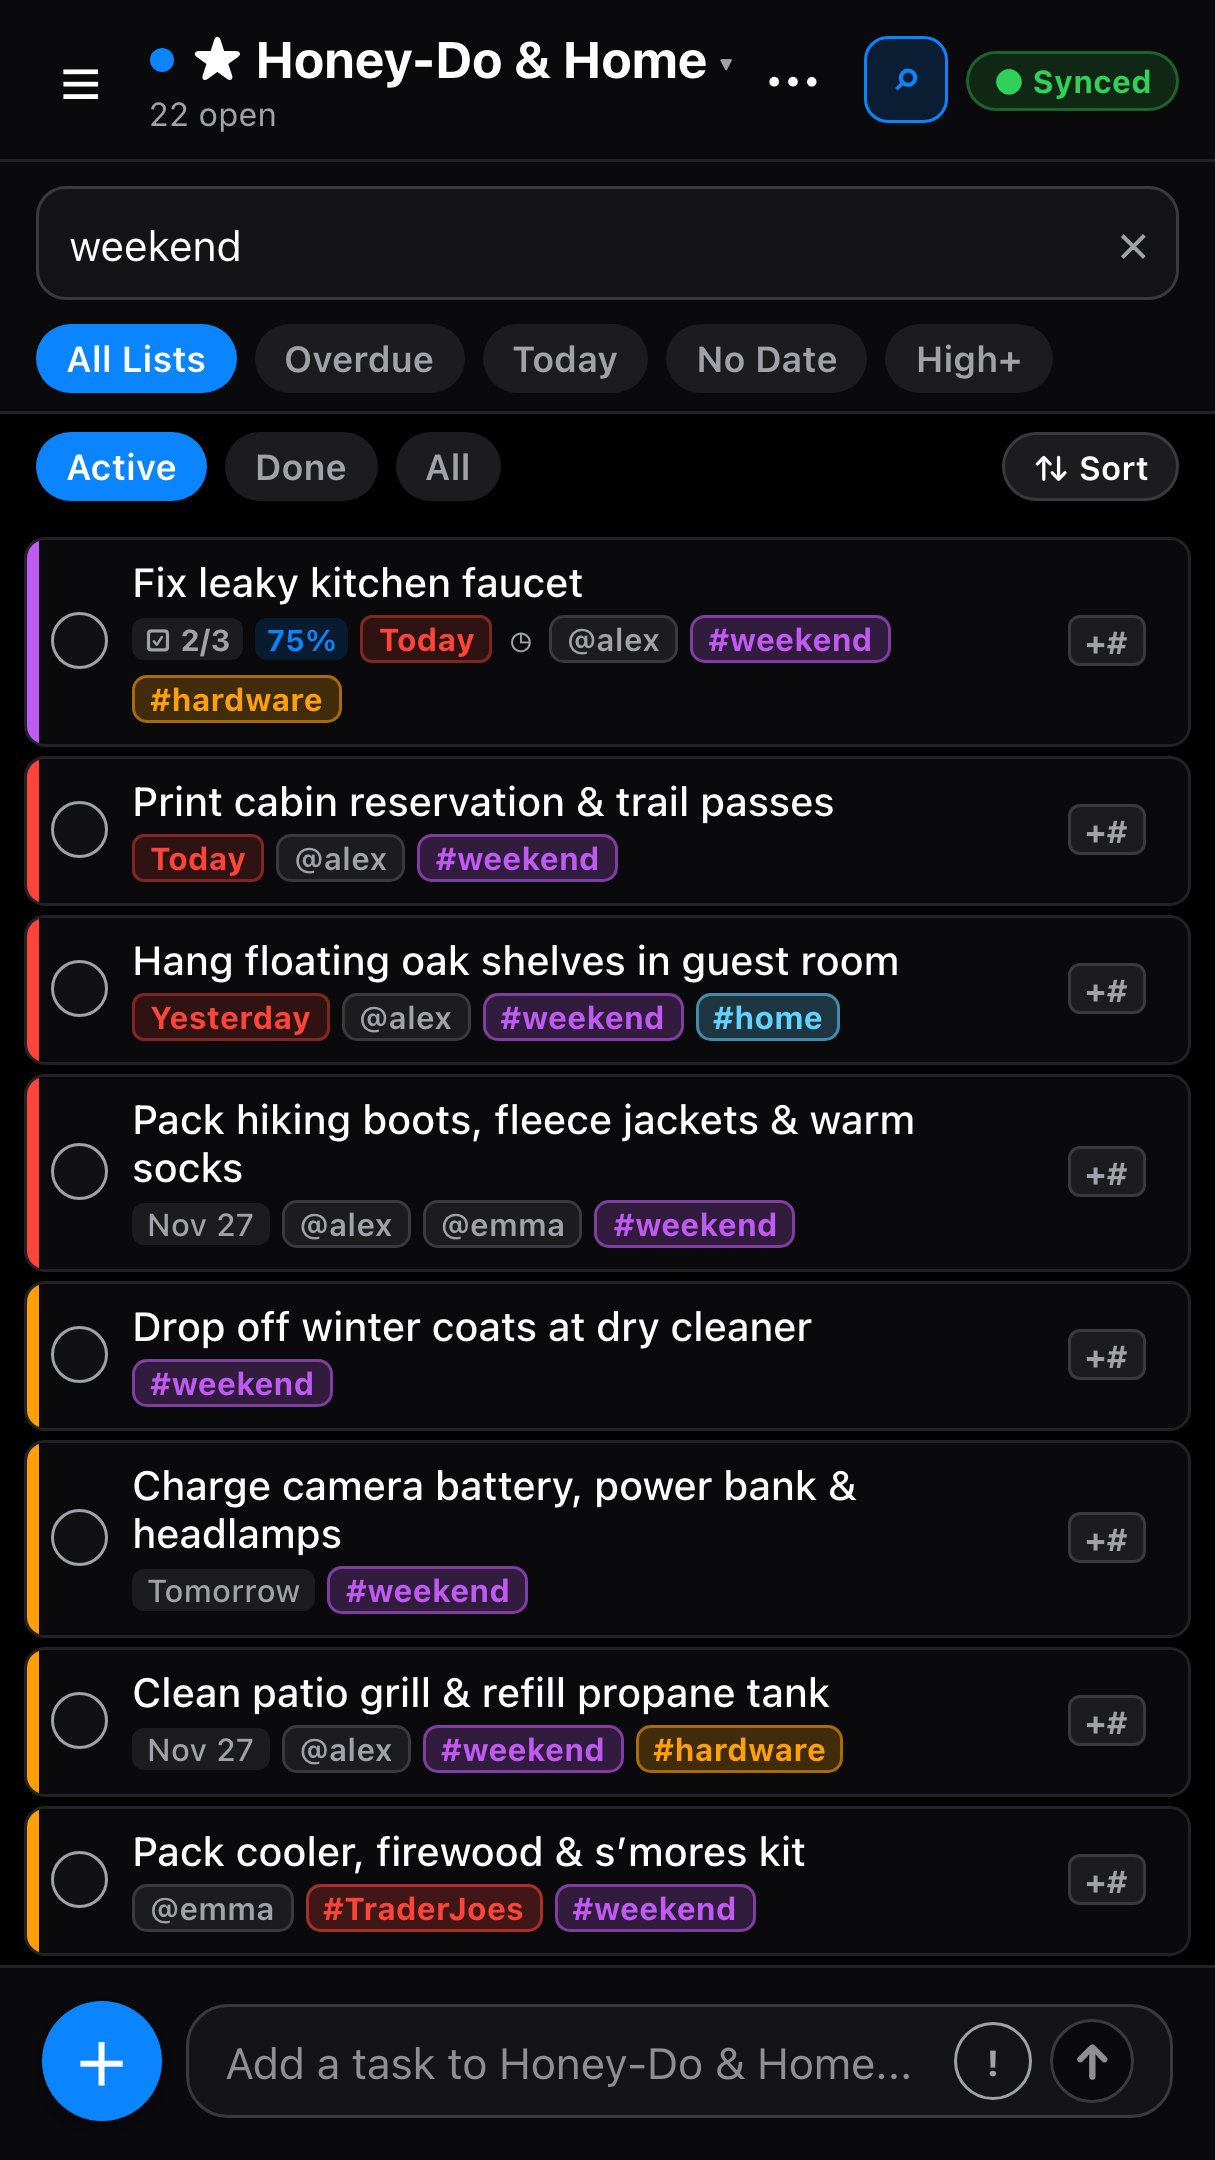 ★ Honey-Do & Home ▾
22 open
Synced
weekend
All Lists Overdue Today No Date High+
Active Done All Sort
Fix leaky kitchen faucet
2/3 75% Today @alex #weekend
#hardware
+#
Print cabin reservation & trail passes
Today @alex #weekend
+#
Hang floating oak shelves in guest room
Yesterday @alex #weekend #home
+#
Pack hiking boots, fleece jackets & warm
socks
Nov 27 @alex @emma #weekend
+#
Drop off winter coats at dry cleaner
#weekend
+#
Charge camera battery, power bank &
headlamps
Tomorrow #weekend
+#
Clean patio grill & refill propane tank
Nov 27 @alex #weekend #hardware
+#
Pack cooler, firewood & s’mores kit
@emma #TraderJoes #weekend
+#
Add a task to Honey-Do & Home... !